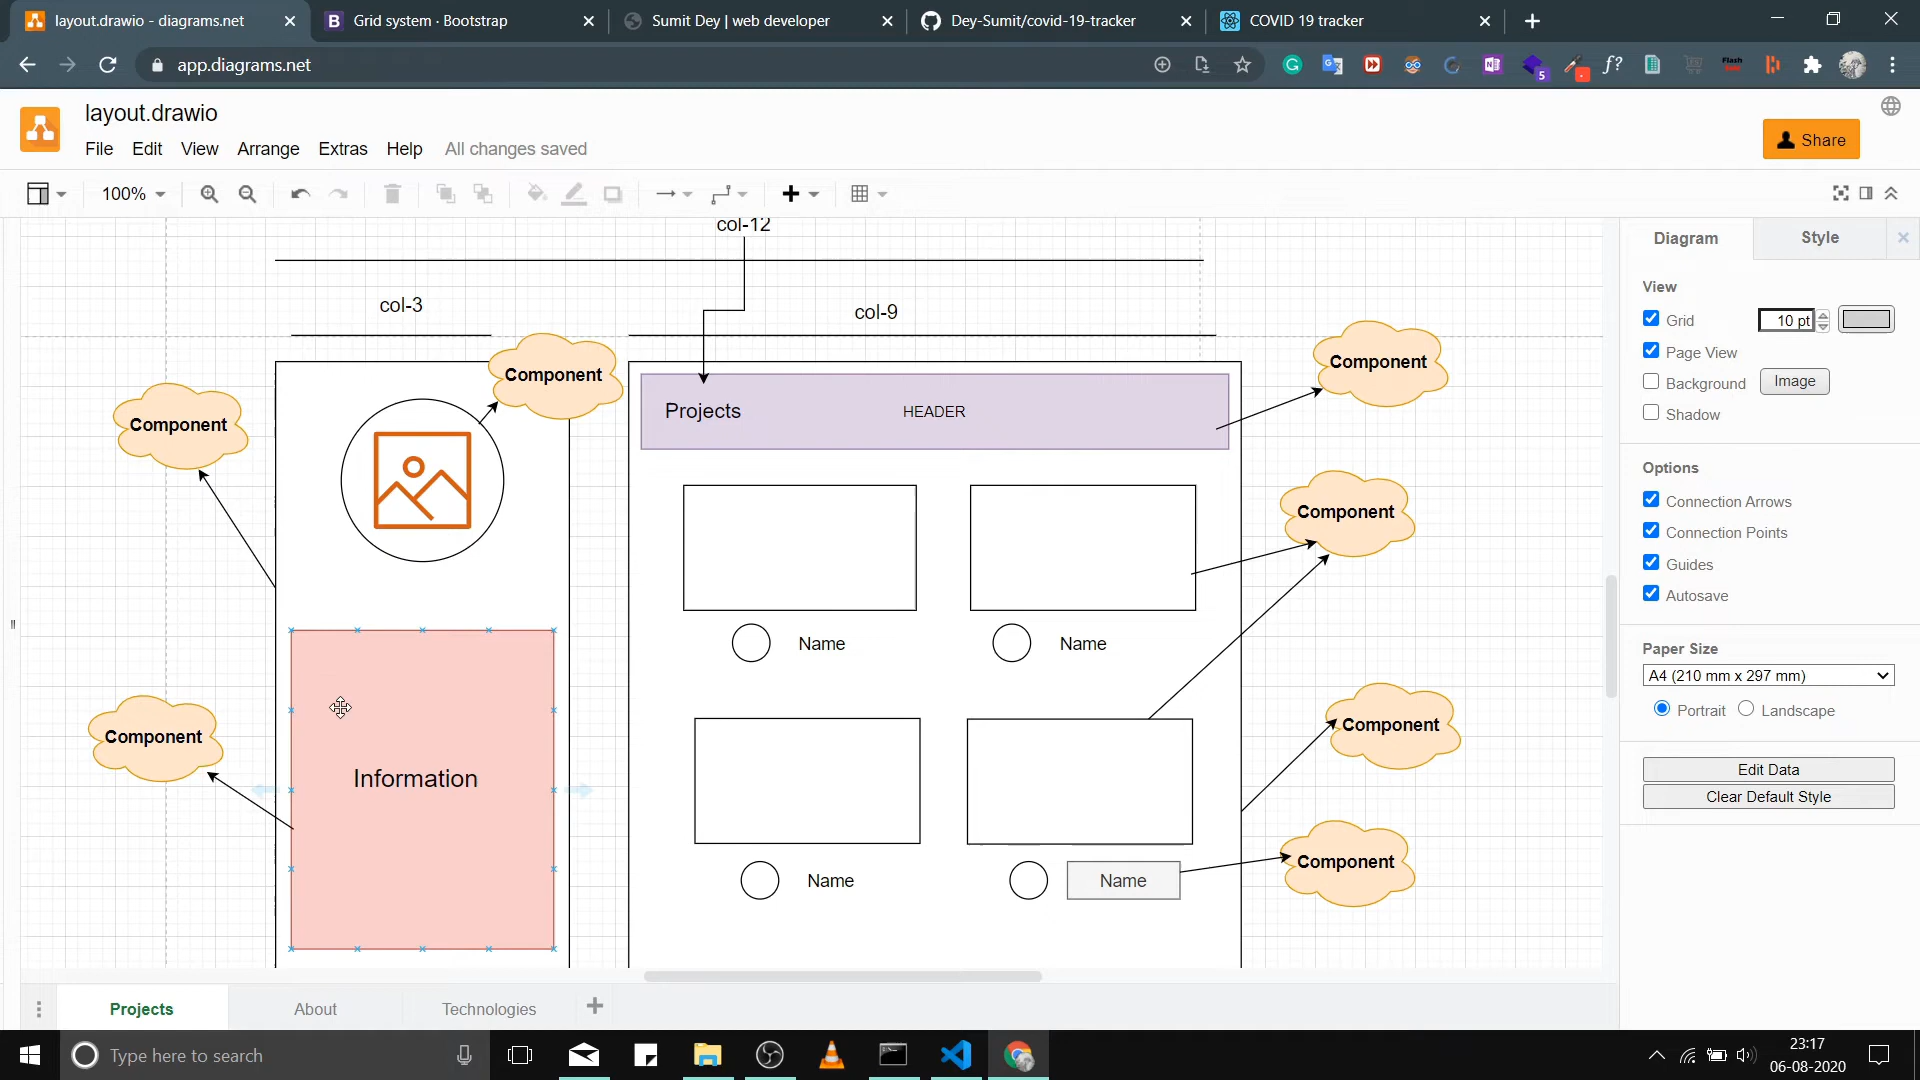 layout.drawio - diagrams.net
Grid system · Bootstrap
Sumit Dey | web developer
Dey-Sumit/covid-19-tracker
COVID 19 tracker
app.diagrams.net
5
f?
Flash
layout.drawio
File Edit View Arrange Extras Help All changes saved
Share
100%
Diagram Style
View
Grid 10 pt
Page View
Background Image
Shadow
Options
Connection Arrows
Connection Points
Guides
Autosave
Paper Size
A4 (210 mm x 297 mm)
Portrait Landscape
Edit Data
Clear Default Style
col-12
col-3
col-9
Component
Component
Component
Projects
HEADER
Component
Component
Name
Name
Component
Information
Component
Name
Name
Component
Projects About Technologies
Type here to search
23:17
06-08-2020